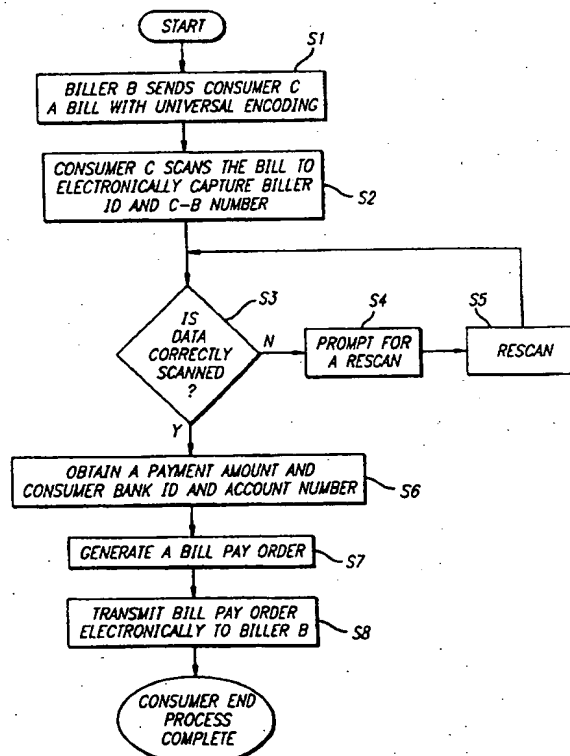 START
S1
BILLER B SENDS CONSUMER C
A BILL WITH UNIVERSAL ENCODING
CONSUMER C SCANS THE BILL TO
ELECTRONICALLY CAPTURE BILLER
ID AND C-B NUMBER
S2
S3
IS
DATA
CORRECTLY
SCANNED
?
N
S4
PROMPT FOR
A RESCAN
S5
RESCAN
Y
OBTAIN A PAYMENT AMOUNT AND
CONSUMER BANK ID AND ACCOUNT NUMBER
S6
GENERATE A BILL PAY ORDER
S7
TRANSMIT BILL PAY ORDER
ELECTRONICALLY TO BILLER B
S8
CONSUMER END
PROCESS
COMPLETE